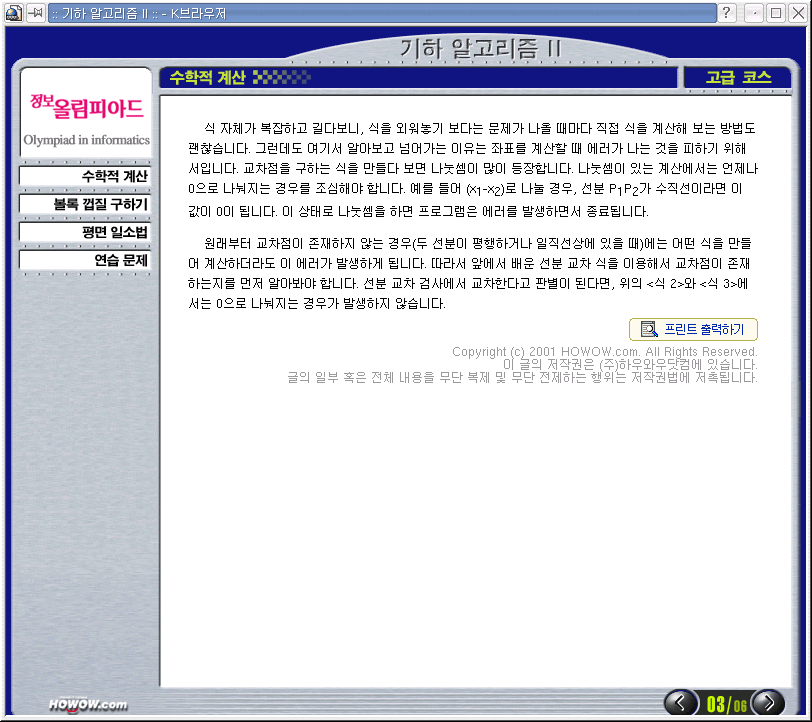 :: 기하 알고리즘 II :: - K브라우저
기하 알고리즘 II
수학적 계산
고급 코스
정보올림피아드
Olympiad in informatics
수학적 계산
볼록 껍질 구하기
평면 일소법
연습 문제
식 자체가 복잡하고 길다보니, 식을 외워놓기 보다는 문제가 나올 때마다 직접 식을 계산해 보는 방법도
괜찮습니다. 그런데도 여기서 알아보고 넘어가는 이유는 좌표를 계산할 때 에러가 나는 것을 피하기 위해
서입니다. 교차점을 구하는 식을 만들다 보면 나눗셈이 많이 등장합니다. 나눗셈이 있는 계산에서는 언제나
0으로 나눠지는 경우를 조심해야 합니다. 예를 들어 (x1-x2)로 나눌 경우, 선분 P1P2가 수직선이라면 이
값이 0이 됩니다. 이 상태로 나눗셈을 하면 프로그램은 에러를 발생하면서 종료됩니다.
원래부터 교차점이 존재하지 않는 경우(두 선분이 평행하거나 일직선상에 있을 때)에는 어떤 식을 만들
어 계산하더라도 이 에러가 발생하게 됩니다. 따라서 앞에서 배운 선분 교차 식을 이용해서 교차점이 존재
하는지를 먼저 알아봐야 합니다. 선분 교차 검사에서 교차한다고 판별이 된다면, 위의 <식 2>와 <식 3>에
서는 0으로 나눠지는 경우가 발생하지 않습니다.
프린트 출력하기
Copyright (c) 2001 HOWOW.com. All Rights Reserved.
이 글의 저작권은 (주)하우와우닷컴에 있습니다.
글의 일부 혹은 전체 내용을 무단 복제 및 무단 전제하는 행위는 저작권법에 저촉됩니다.
HOWOW.com
03/06